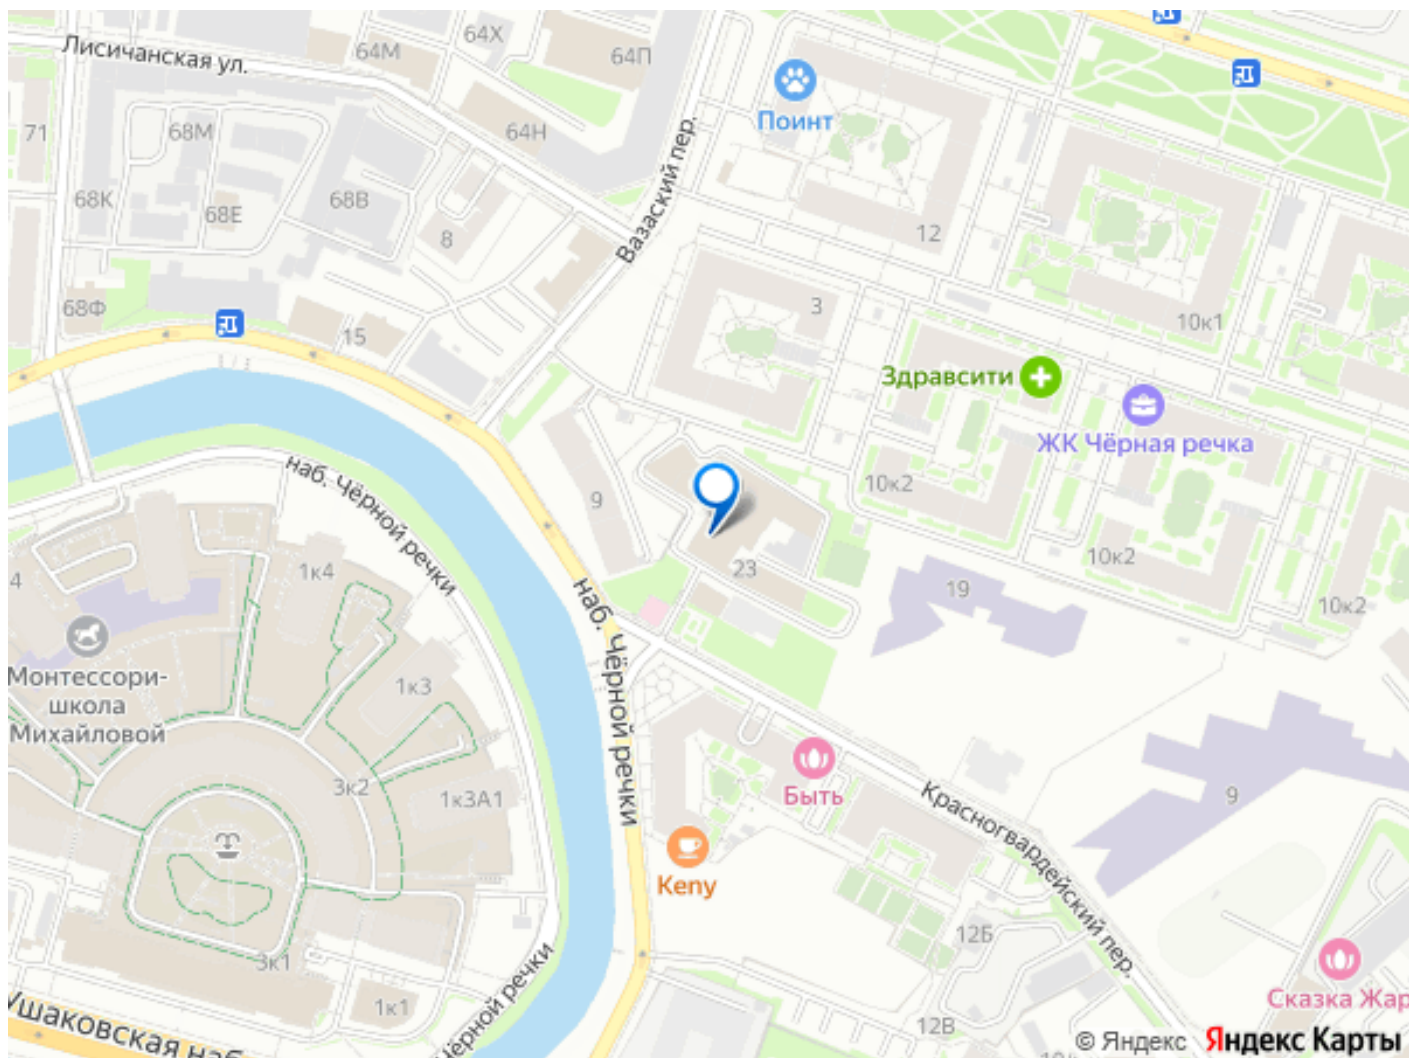 Лисичанская ул.
64М
64Х
64П
71
68М
64Н
Поинт
68К
68Е
68В
8
Вазаский пер.
12
68Ф
15
3
10к1
Здравсити
ЖК Чёрная речка
наб. Чёрной речки
9
10к2
10к2
10к2
4
1к4
23
19
наб. Чёрной речки
Монтессори-
школа
Михайловой
1к3
3к2
1к3А1
Быть
Красногвардейский пер.
9
Keny
12Б
3к1
1к1
Чёрной речки
Ушаковская наб.
12В
Сказка Жар
© Яндекс Яндекс Карты